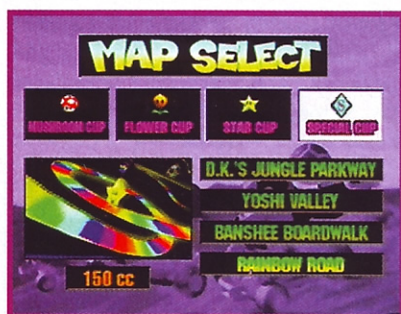 MAP SELECT
MUSHROOM CUP
FLOWER CUP
STAR CUP
SPECIAL CUP
D.K.'S JUNGLE PARKWAY
YOSHI VALLEY
BANSHEE BOARDWALK
RAINBOW ROAD
150 cc